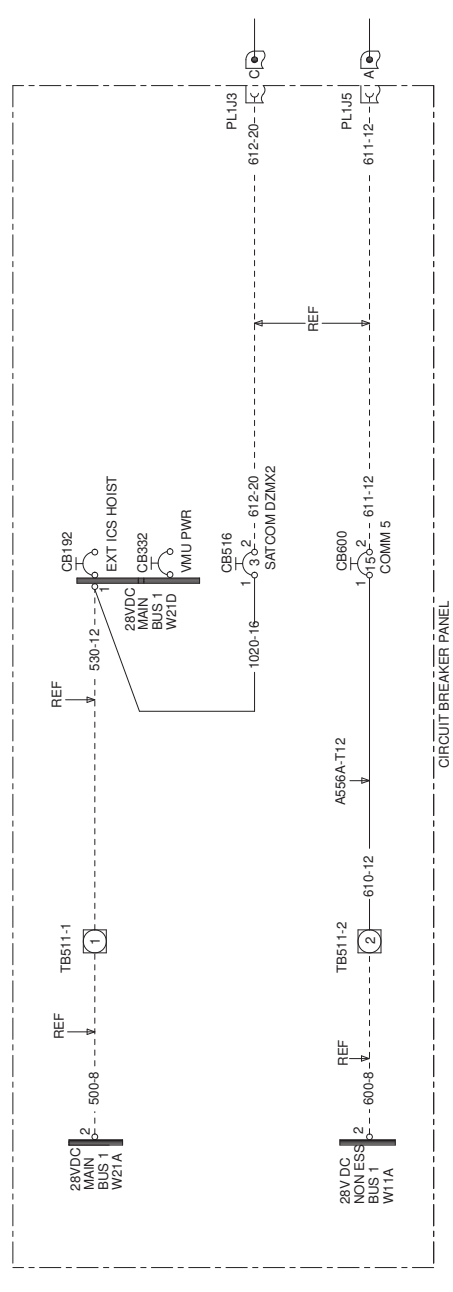 28VDC
MAIN
BUS 1
W21A
2
500-8
REF
TB511-1
1
REF
530-12
1
CB192
EXT ICS HOIST
28VDC
MAIN
BUS 1
W21D
CB332
VMU PWR
1020-16
CB516
1
3
2
SATCOM DZMX2
612-20
REF
612-20
PL1J3
C
28V DC
NON ESS
BUS 1
W11A
2
600-8
REF
TB511-2
2
610-12
A556A-T12
CB600
1
15
2
COMM 5
611-12
611-12
PL1J5
A
CIRCUIT BREAKER PANEL